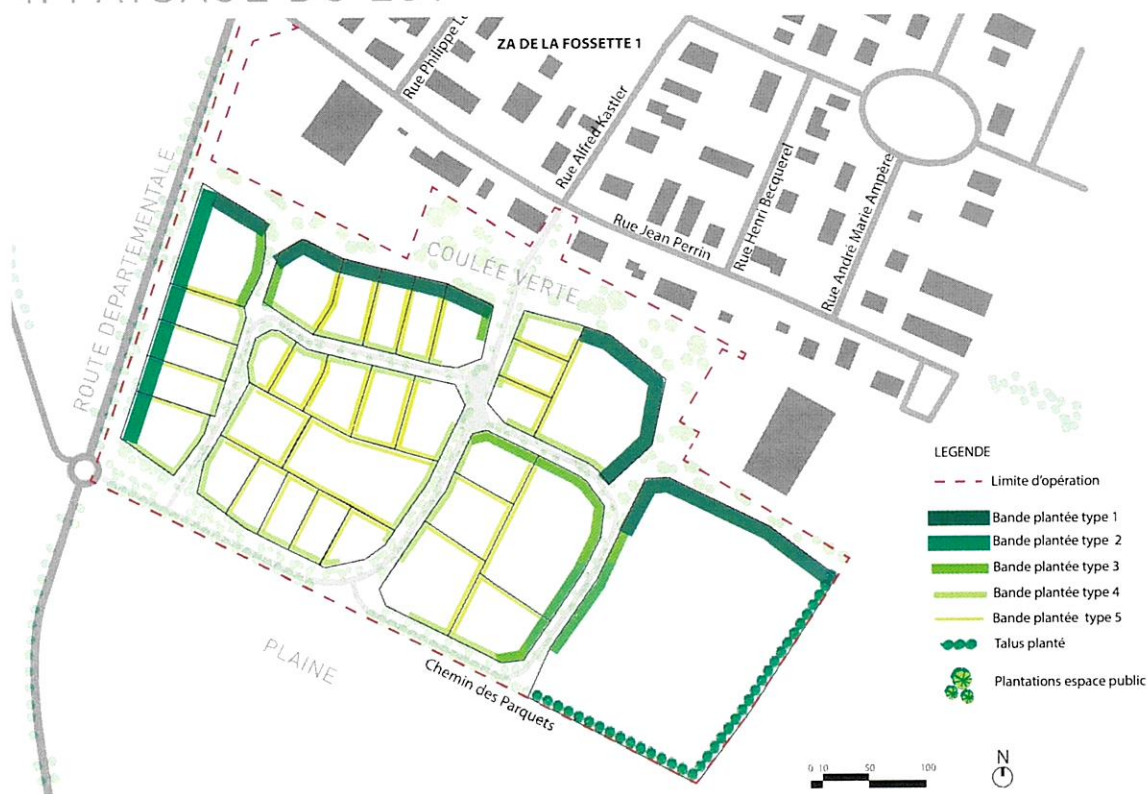 ZA DE LA FOSSETTE 1
Rue Philippe
Rue Alfred Kastler
Rue Jean Perrin
Rue Henri Becquerel
Rue André Marie Ampère
ROUTE DEPARTEMENTALE
COULÉE VERTE
PLAINE
Chemin des Parquets
LEGENDE
Limite d'opération
Bande plantée type 1
Bande plantée type 2
Bande plantée type 3
Bande plantée type 4
Bande plantée type 5
Talus planté
Plantations espace public
0 10 50 100
N